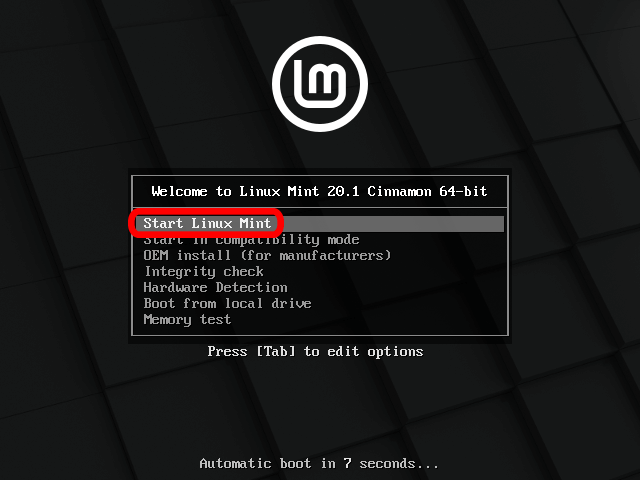 Welcome to Linux Mint 20.1 Cinnamon 64-bit
Start Linux Mint
Start in compatibility mode
OEM install (for manufacturers)
Integrity check
Hardware Detection
Boot from local drive
Memory test
Press [Tab] to edit options
Automatic boot in 7 seconds...